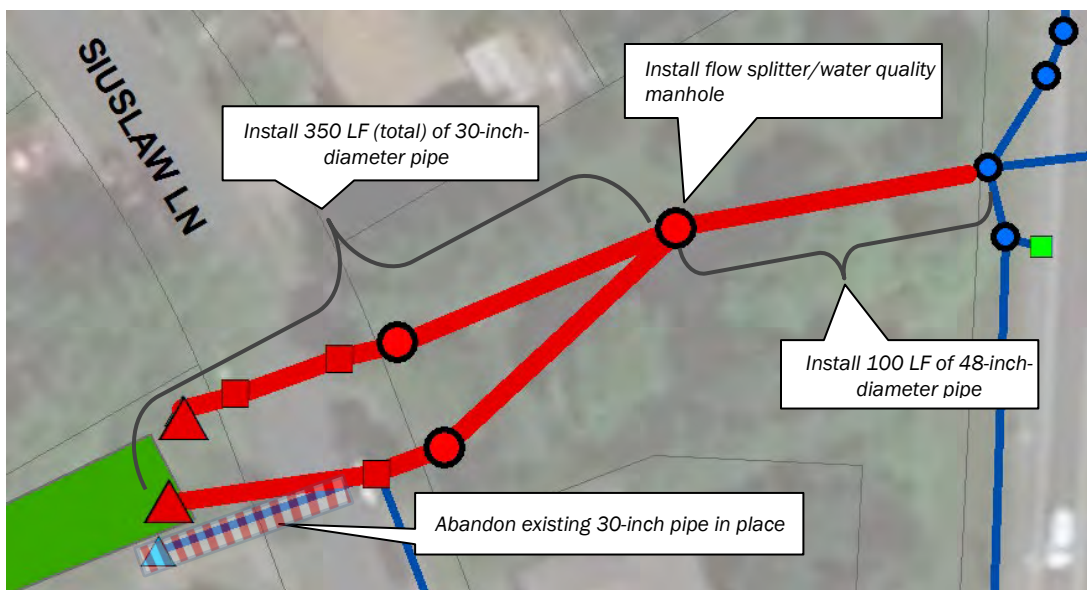 SIUSLAW LN
Install flow splitter/water quality
manhole
Install 350 LF (total) of 30-inch-
diameter pipe
Install 100 LF of 48-inch-
diameter pipe
Abandon existing 30-inch pipe in place